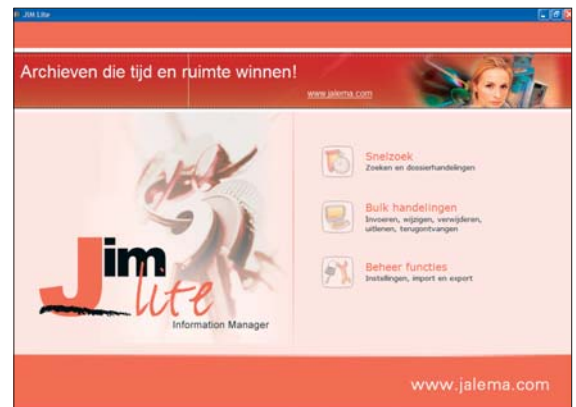 JIM Lite
Archieven die tijd en ruimte winnen!
www.jalema.com
Snelzoek
Zoeken en dossierhandelingen
Bulk handelingen
Invoeren, wijzigen, verwijderen,
uitlenen, terugontvangen
Beheer functies
Instellingen, import en export
Jim
lite
Information Manager
www.jalema.com